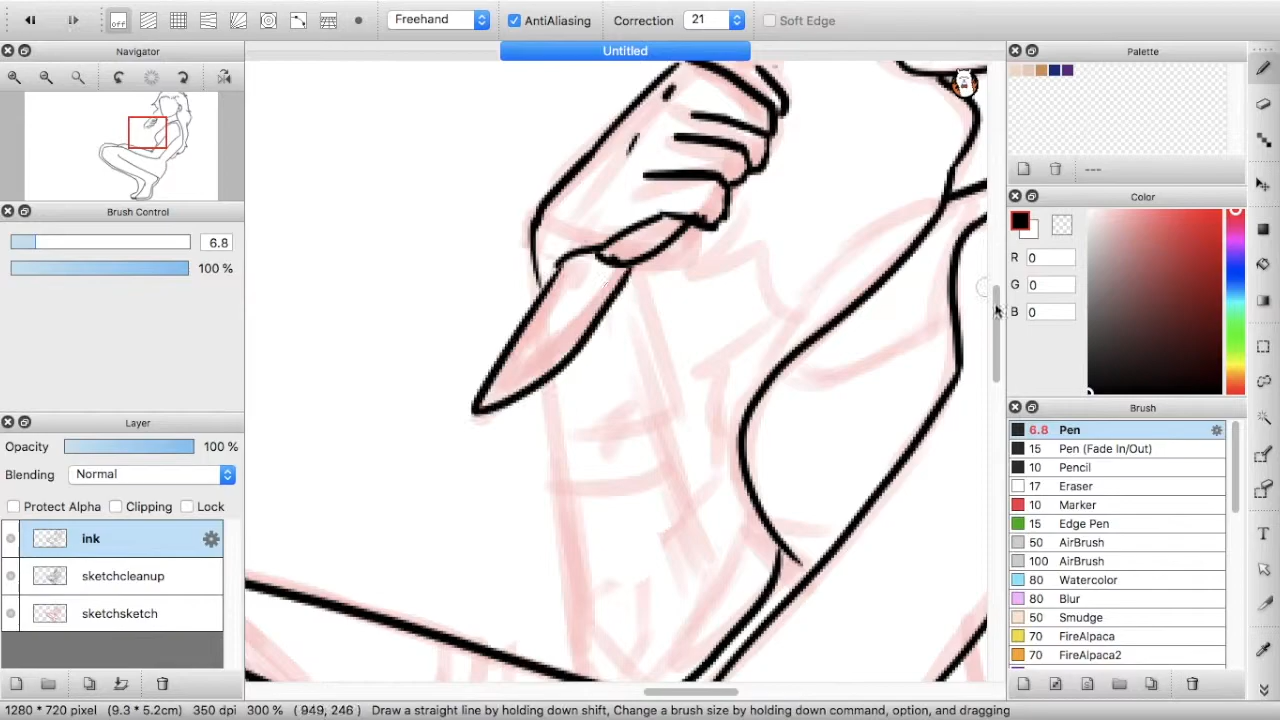 off
Freehand
AntiAliasing
Correction
21
Soft Edge
Navigator
Untitled
Palette
---
Brush Control
6.8
100 %
Color
R 0
G 0
B 0
Layer
Opacity 100 %
Blending Normal
Protect Alpha Clipping Lock
ink
sketchcleanup
sketchsketch
Brush
6.8 Pen
15 Pen (Fade In/Out)
10 Pencil
17 Eraser
10 Marker
15 Edge Pen
50 AirBrush
100 AirBrush
80 Watercolor
80 Blur
50 Smudge
70 FireAlpaca
70 FireAlpaca2
T
1280 * 720 pixel (9.3 * 5.2cm) 350 dpi 300 % ( 949, 246 ) Draw a straight line by holding down shift, Change a brush size by holding down command, option, and dragging